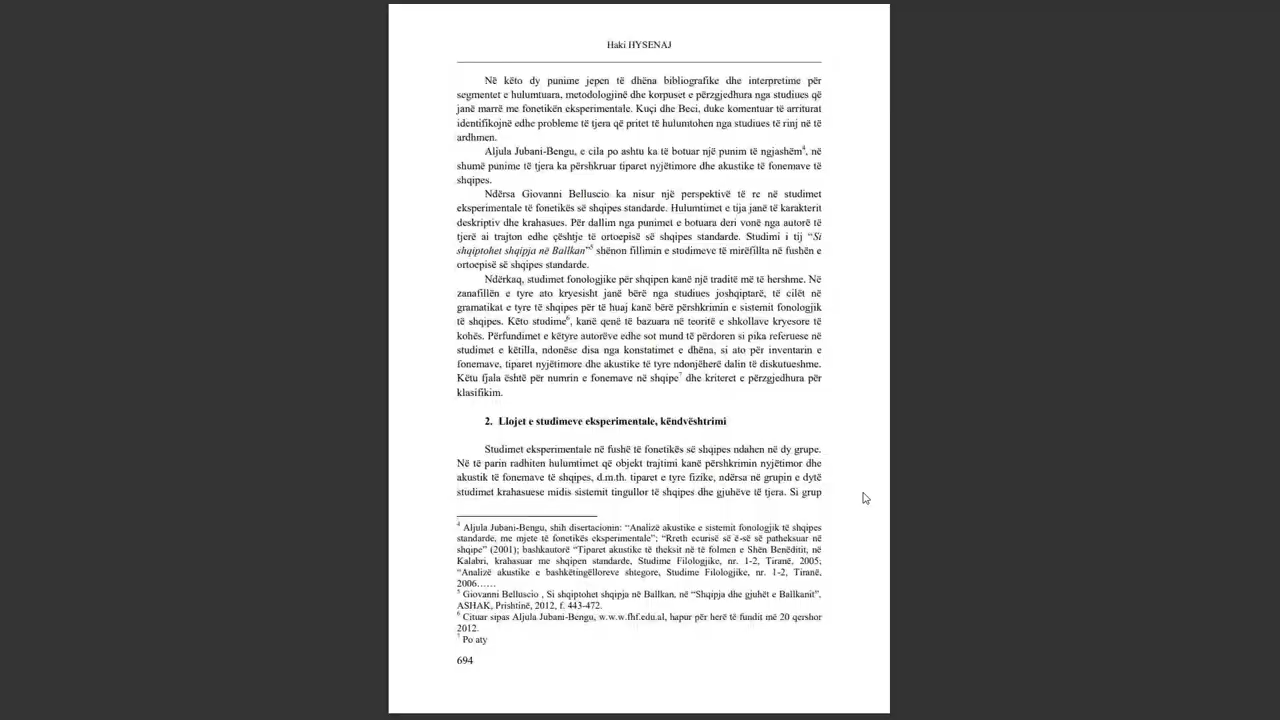 Haki HYSENAJ
Në këto dy punime jepen të dhëna bibliografike dhe interpretime për
segmentet e hulumtuara, metodologjinë dhe korpuset e përzgjedhura nga studiues që
janë marrë me fonetikën eksperimentale. Kuçi dhe Beci, duke komentuar të arriturat
identifikojnë edhe probleme të tjera që pritet të hulumtohen nga studiues të rinj në të
ardhmen.
Aljula Jubani-Bengu, e cila po ashtu ka të botuar një punim të ngjashëm4, në
shumë punime të tjera ka përshkruar tiparet nyjëtimore dhe akustike të fonemave të
shqipes.
Ndërsa Giovanni Belluscio ka nisur një perspektivë të re në studimet
eksperimentale të fonetikës së shqipes standarde. Hulumtimet e tija janë të karakterit
deskriptiv dhe krahasues. Për dallim nga punimet e botuara deri vonë nga autorë të
tjerë ai trajton edhe çështje të ortoepisë së shqipes standarde. Studimi i tij “Si
shqiptohet shqipja në Ballkan”5 shënon fillimin e studimeve të mirëfillta në fushën e
ortoepisë së shqipes standarde.
Ndërkaq, studimet fonologjike për shqipen kanë një traditë më të hershme. Në
zanafillën e tyre ato kryesisht janë bërë nga studiues joshqiptarë, të cilët në
gramatikat e tyre të shqipes për të huaj kanë bërë përshkrimin e sistemit fonologjik
të shqipes. Këto studime6, kanë qenë të bazuara në teoritë e shkollave kryesore të
kohës. Përfundimet e këtyre autorëve edhe sot mund të përdoren si pika referuese në
studimet e këtilla, ndonëse disa nga konstatimet e dhëna, si ato për inventarin e
fonemave, tiparet nyjëtimore dhe akustike të tyre ndonjëherë dalin të diskutueshme.
Këtu fjala është për numrin e fonemave në shqipe7 dhe kriteret e përzgjedhura për
klasifikim.
2. Llojet e studimeve eksperimentale, këndvështrimi
Studimet eksperimentale në fushë të fonetikës së shqipes ndahen në dy grupe.
Në të parin radhiten hulumtimet që objekt trajtimi kanë përshkrimin nyjëtimor dhe
akustik të fonemave të shqipes, d.m.th. tiparet e tyre fizike, ndërsa në grupin e dytë
studimet krahasuese midis sistemit tingullor të shqipes dhe gjuhëve të tjera. Si grup
4 Aljula Jubani-Bengu, shih disertacionin: “Analizë akustike e sistemit fonologjik të shqipes
standarde, me mjete të fonetikës eksperimentale”; “Rreth ecurisë së ë-së së patheksuar në
shqipe” (2001); bashkautorë “Tiparet akustike të theksit në të folmen e Shën Benëditit, në
Kalabri, krahasuar me shqipen standarde, Studime Filologjike, nr. 1-2, Tiranë, 2005;
“Analizë akustike e bashkëtingëlloreve shtegore, Studime Filologjike, nr. 1-2, Tiranë,
2006……
5 Giovanni Belluscio , Si shqiptohet shqipja në Ballkan, në “Shqipja dhe gjuhët e Ballkanit”,
ASHAK, Prishtinë, 2012, f. 443-472.
6 Cituar sipas Aljula Jubani-Bengu, w.w.w.fhf.edu.al, hapur për herë të fundit më 20 qershor
2012.
7 Po aty
694